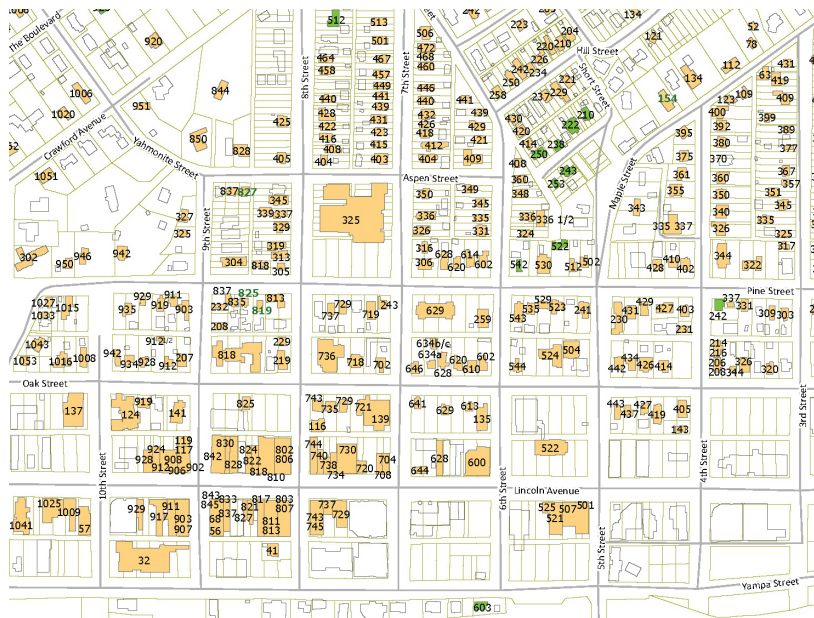 512 513 506 223 204 134
The Boulevard 920 501 472 226 220 210 Hill Street 121 52 78
464 467 468 460 242 234 112 431
458 457 250 221 134 63 419
844 449 446 258 237 229 Short Street 154 123 109 409
1006 951 8th Street 440 441 7th Street 440 441 439 210 400
1020 428 439 432 430 222 392 399
425 422 431 426 429 420 395 389
Crawford Avenue 850 416 423 418 421 414 238 380 377
Yahmonite Street 828 408 415 412 250 375 370
405 404 403 404 409 408 243 361 360 367
1051 Aspen Street 360 253 Maple Street 355 357
837 827 345 325 350 349 348 350 351
327 9th Street 339 337 336 345 336 336 1/2 343 335 337 340 345
325 329 326 335 331 324 326 335 325
302 950 946 942 319 313 316 628 614 522 410 344 317
304 818 305 306 620 602 542 530 512 502 428 402 322
837 825 Pine Street
1027 1015 929 911 232 835 813 729 243 629 529 431 429 337
1033 935 919 903 819 737 719 259 535 523 241 427 403 242 331 309 303
208 543 230 231
1043 912 1/2 229 634b/c 214
942 207 818 219 736 718 702 634a 620 602 524 504 434 216 326
1053 1016 1008 934 928 912 646 628 610 544 442 426 414 206 208 344 320
Oak Street
137 919 825 743 729 641 613 443 427 405
124 141 735 721 139 629 135 437 419
116 143
119 830 824 802 744 730 522
924 117 842 822 806 740 704 628
928 908 828 818 738 720 644 600
912 906 902 810 734 708
10th Street 6th Street 4th Street 3rd Street
1025 929 911 843 833 817 803 737 Lincoln Avenue
1009 845 821 807 729 525 507 501
1041 57 917 903 68 837 827 811 743 521
907 56 813 745 5th Street
32 41
Yampa Street
603